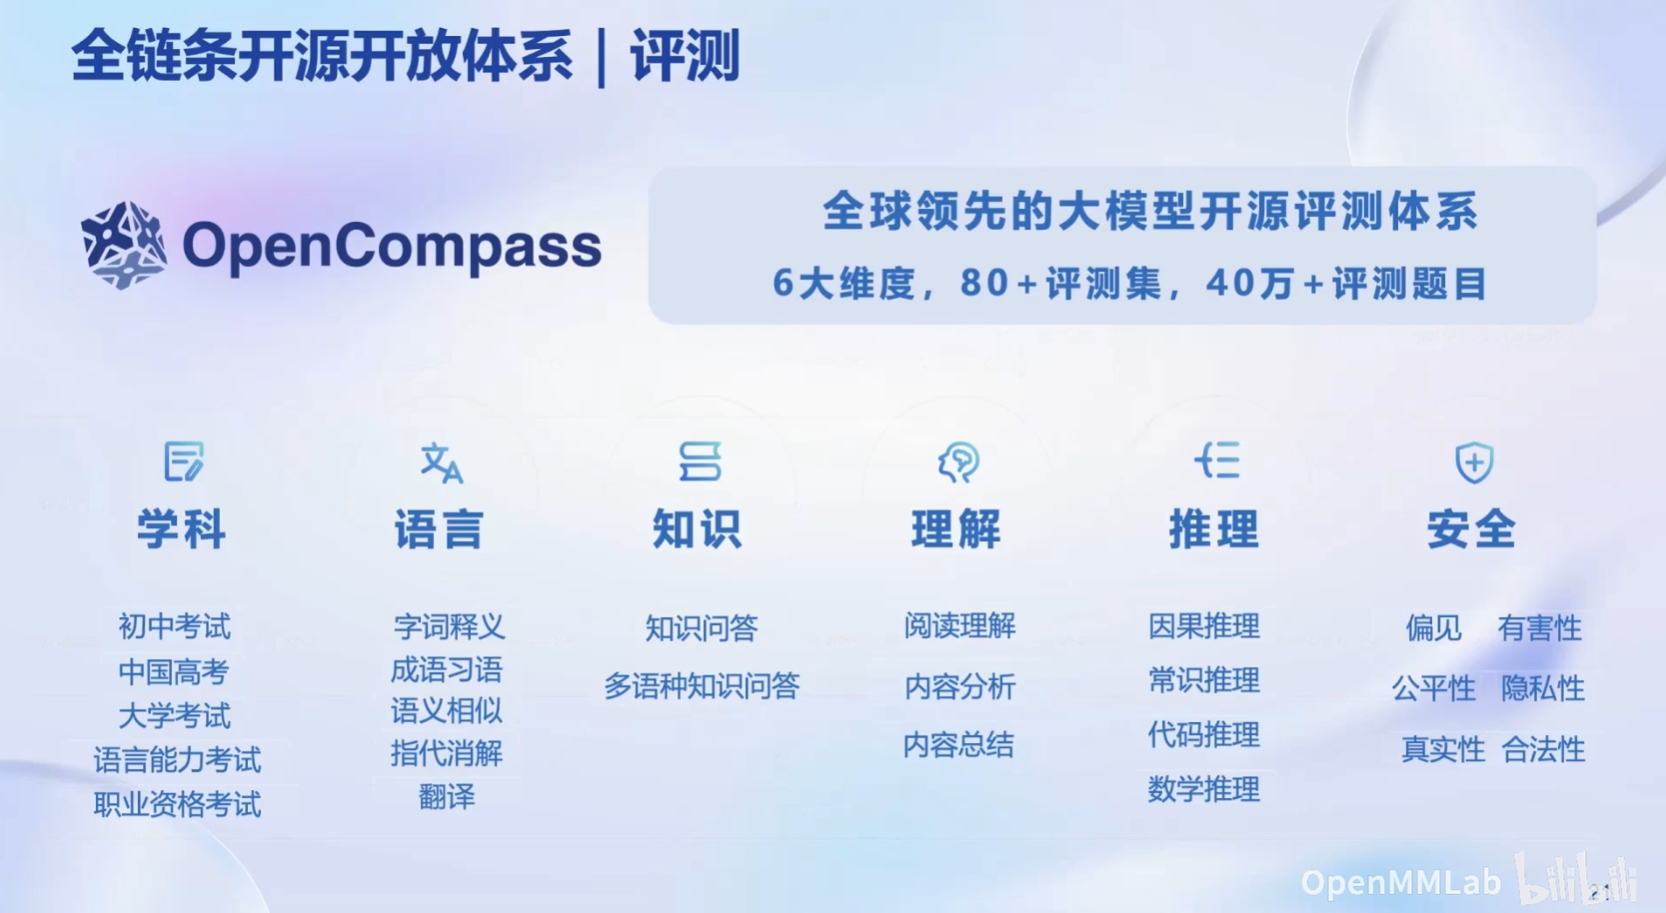 全链条开源开放体系｜评测
OpenCompass
全球领先的大模型开源评测体系
6大维度，80+评测集，40万+评测题目
学科
初中考试
中国高考
大学考试
语言能力考试
职业资格考试
语言
字词释义
成语习语
语义相似
指代消解
翻译
知识
知识问答
多语种知识问答
理解
阅读理解
内容分析
内容总结
推理
因果推理
常识推理
代码推理
数学推理
安全
偏见 有害性
公平性 隐私性
真实性 合法性
OpenMMLab bilibili
21